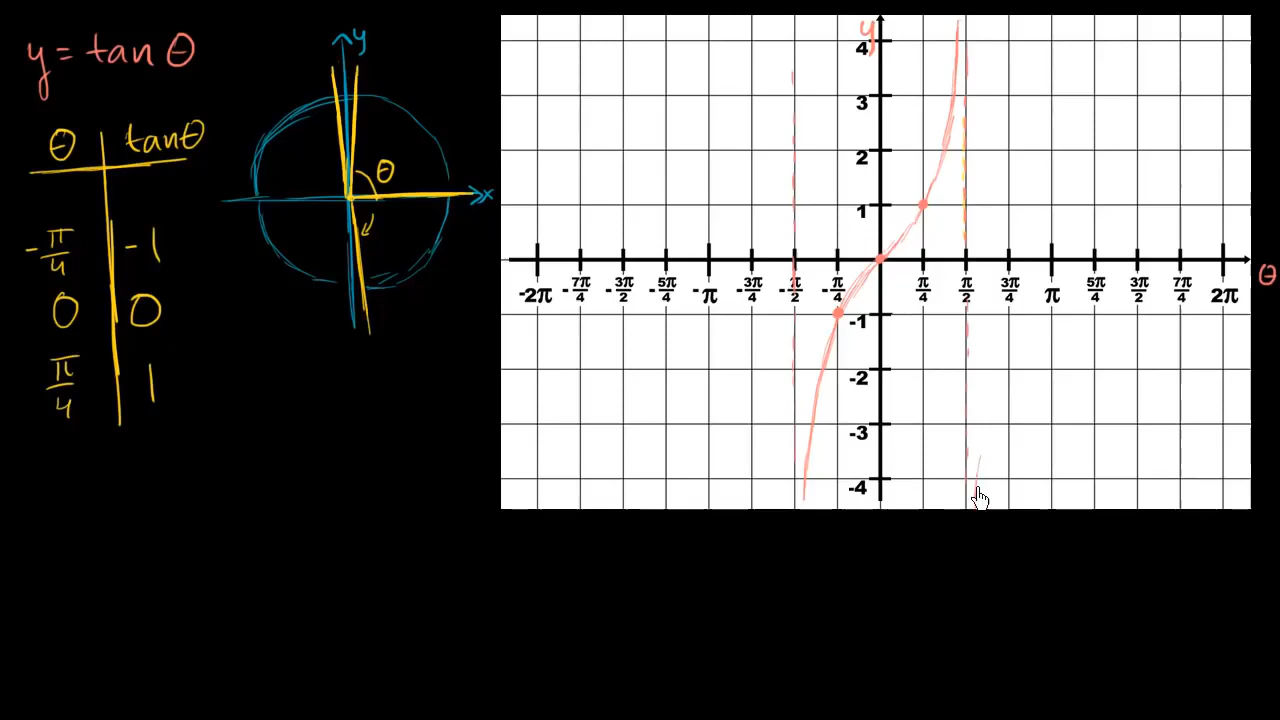 y = tan θ
θ tanθ
-π/4 -1
0 0
π/4 1
y
x
θ
y
4
3
2
1
-2π -7π/4 -3π/2 -5π/4 -π -3π/4 -π/2 -π/4 π/4 π/2 3π/4 π 5π/4 3π/2 7π/4 2π θ
-1
-2
-3
-4